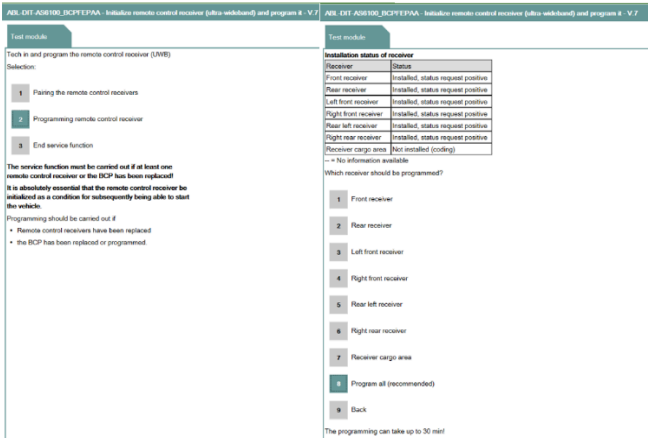 ABL-DIT-AS6100_BCPFEPAA - Initialize remote control receiver (ultra-wideband) and program it - V.7
Test module
Tech in and program the remote control receiver (UWB)
Selection:
1 Pairing the remote control receivers
2 Programming remote control receiver
3 End service function
The service function must be carried out if at least one
remote control receiver or the BCP has been replaced!
It is absolutely essential that the remote control receiver be
initialized as a condition for subsequently being able to start
the vehicle.
Programming should be carried out if
• Remote control receivers have been replaced
• the BCP has been replaced or programmed.
ABL-DIT-AS6100_BCPFEPAA - Initialize remote control receiver (ultra-wideband) and program it - V.7
Test module
Installation status of receiver
Receiver Status
Front receiver Installed, status request positive
Rear receiver Installed, status request positive
Left front receiver Installed, status request positive
Right front receiver Installed, status request positive
Rear left receiver Installed, status request positive
Right rear receiver Installed, status request positive
Receiver cargo area Not installed (coding)
-- = No information available
Which receiver should be programmed?
1 Front receiver
2 Rear receiver
3 Left front receiver
4 Right front receiver
5 Rear left receiver
6 Right rear receiver
7 Receiver cargo area
8 Program all (recommended)
9 Back
The programming can take up to 30 min!